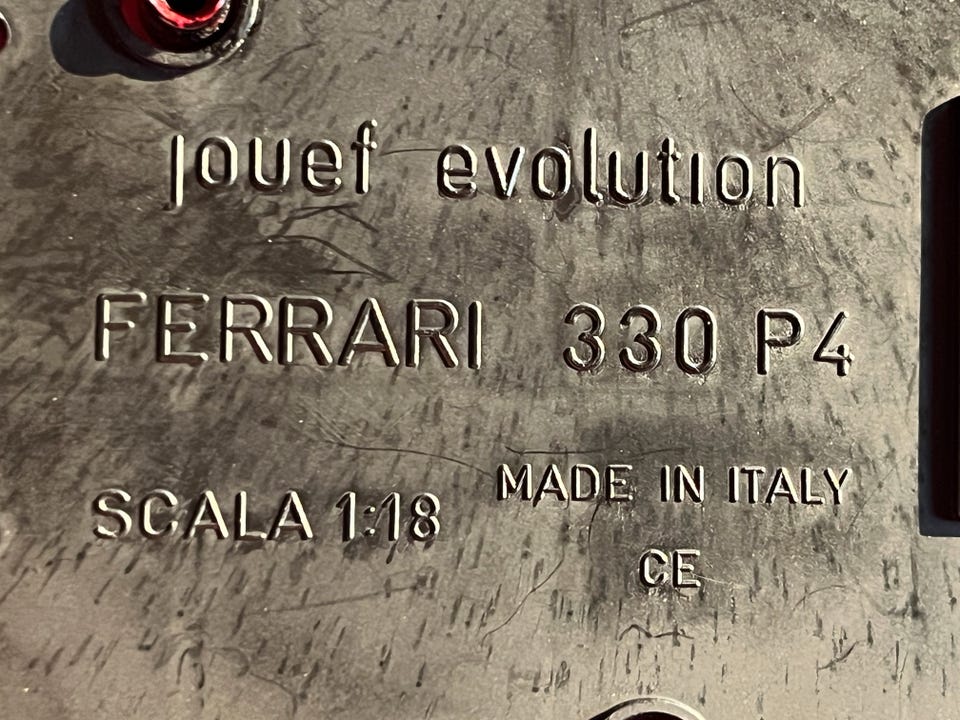 jouef evolution
FERRARI 330 P4
SCALA 1:18
MADE IN ITALY
CE